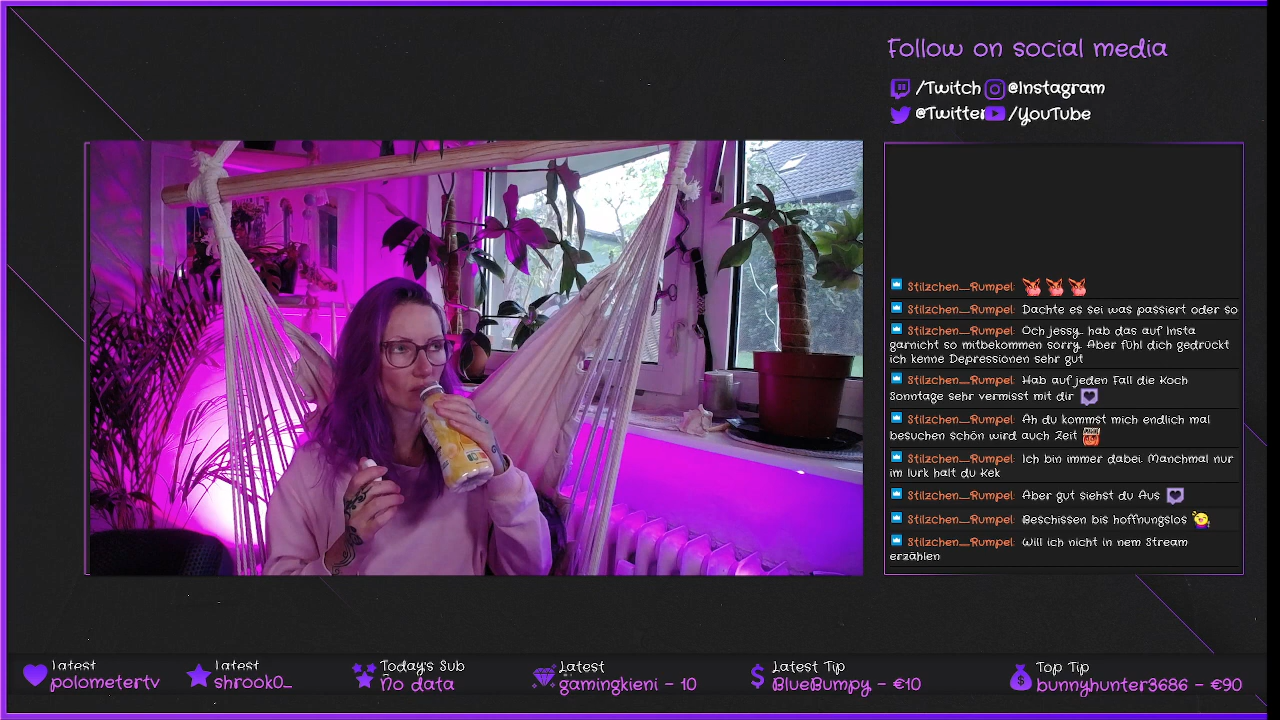 Follow on social media
/Twitch @Instagram
@Twitter /YouTube
Stilzchen__Rumpel:
Stilzchen__Rumpel: Dachte es sei was passiert oder so
Stilzchen__Rumpel: Och jessy. hab das auf Insta
garnicht so mitbekommen sorry. Aber fühl dich gedrückt
ich kenne Depressionen sehr gut
Stilzchen__Rumpel: Hab auf jeden Fall die Koch
Sonntage sehr vermisst mit dir
Stilzchen__Rumpel: Ah du kommst mich endlich mal
besuchen schön wird auch Zeit
Stilzchen__Rumpel: Ich bin immer dabei. Manchmal nur
im lurk halt du kek
Stilzchen__Rumpel: Aber gut siehst du Aus
Stilzchen__Rumpel: Beschissen bis hoffnungslos
Stilzchen__Rumpel: Will ich nicht in nem Stream
erzählen
Latest Latest Today's Sub Latest Latest Tip Top Tip
polometertv shrook0_ No data gamingkieni - 10 BlueBumpy - €10 bunnyhunter3686 - €90